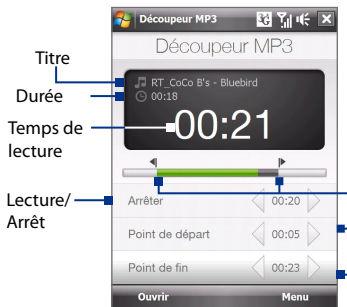 Découpeur MP3
Découpeur MP3
Titre
RT_CoCo B's - Bluebird
Durée
00:18
Temps de
lecture
00:21
Lecture/
Arrêt
Arrêter
00:20
Point de départ
00:05
Point de fin
00:23
Ouvrir
Menu